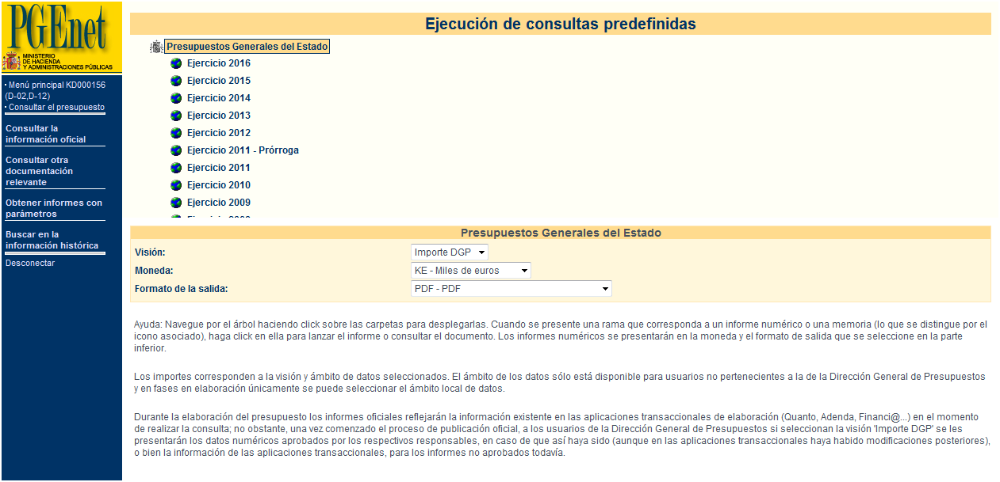 PGEnet
MINISTERIO
DE HACIENDA
Y ADMINISTRACIONES PÚBLICAS
· Menú principal KD000156
(D-02,D-12)
· Consultar el presupuesto
Consultar la
información oficial
Consultar otra
documentación
relevante
Obtener informes con
parámetros
Buscar en la
información histórica
Desconectar
Ejecución de consultas predefinidas
Presupuestos Generales del Estado
Ejercicio 2016
Ejercicio 2015
Ejercicio 2014
Ejercicio 2013
Ejercicio 2012
Ejercicio 2011 - Prórroga
Ejercicio 2011
Ejercicio 2010
Ejercicio 2009
Presupuestos Generales del Estado
Visión: Importe DGP
Moneda: KE - Miles de euros
Formato de la salida: PDF - PDF
Ayuda: Navegue por el árbol haciendo click sobre las carpetas para desplegarlas. Cuando se presente una rama que corresponda a un informe numérico o una memoria (lo que se distingue por el
icono asociado), haga click en ella para lanzar el informe o consultar el documento. Los informes numéricos se presentarán en la moneda y el formato de salida que se seleccione en la parte
inferior.
Los importes corresponden a la visión y ámbito de datos seleccionados. El ámbito de los datos sólo está disponible para usuarios no pertenecientes a la de la Dirección General de Presupuestos
y en fases en elaboración únicamente se puede seleccionar el ámbito local de datos.
Durante la elaboración del presupuesto los informes oficiales reflejarán la información existente en las aplicaciones transaccionales de elaboración (Quanto, Adenda, Financi@...) en el momento
de realizar la consulta; no obstante, una vez comenzado el proceso de publicación oficial, a los usuarios de la Dirección General de Presupuestos si seleccionan la visión 'Importe DGP' se les
presentarán los datos numéricos aprobados por los respectivos responsables, en caso de que así haya sido (aunque en las aplicaciones transaccionales haya habido modificaciones posteriores),
o bien la información de las aplicaciones transaccionales, para los informes no aprobados todavía.